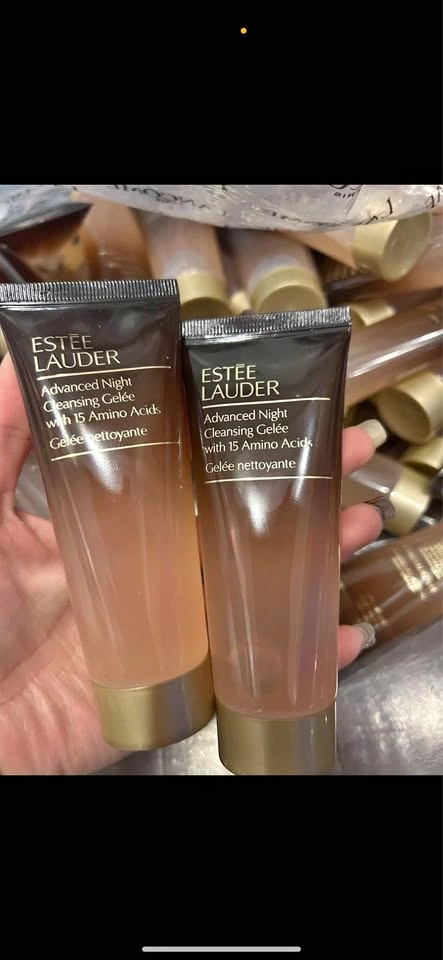 ESTĒE
LAUDER
Advanced Night
Cleansing Gelée
with 15 Amino Acids
Gelée nettoyante
ESTĒE
LAUDER
Advanced Night
Cleansing Gelée
with 15 Amino Acids
Gelée nettoyante